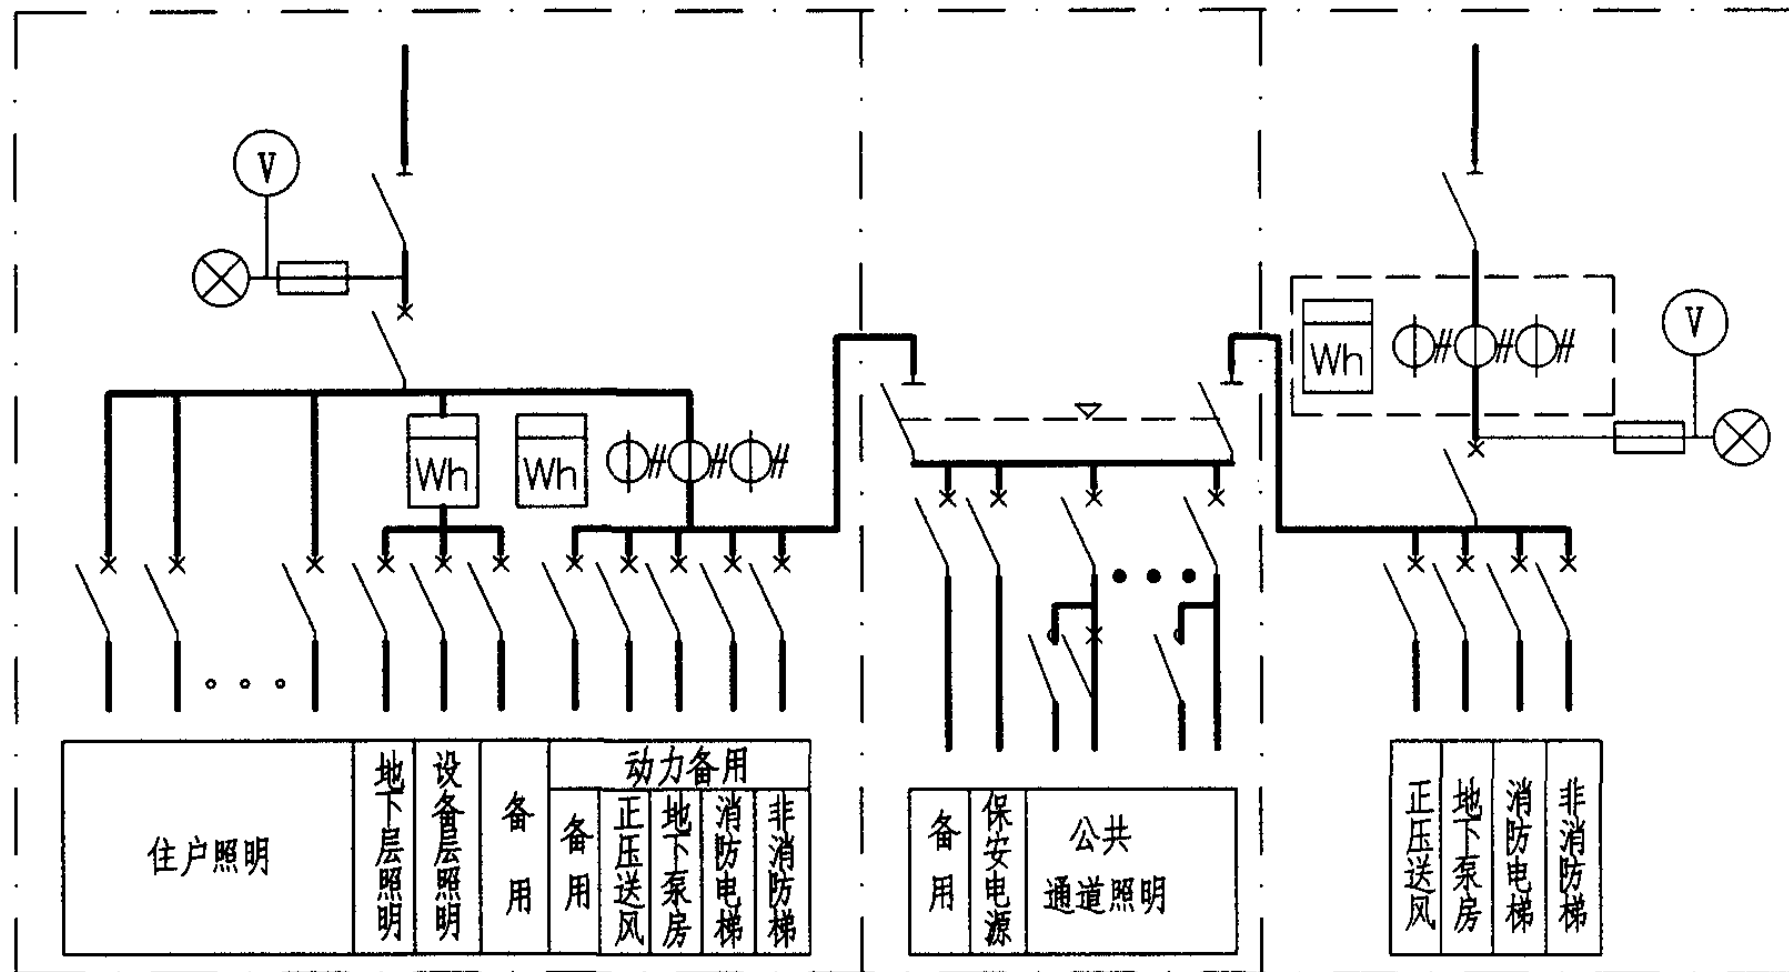 V
V
Wh
Wh
Wh
住户照明
地下层照明
设备层照明
备用
动力备用
备用
正压送风
地下泵房
消防电梯
非消防梯
备用
保安电源
公共
通道照明
正压送风
地下泵房
消防电梯
非消防梯